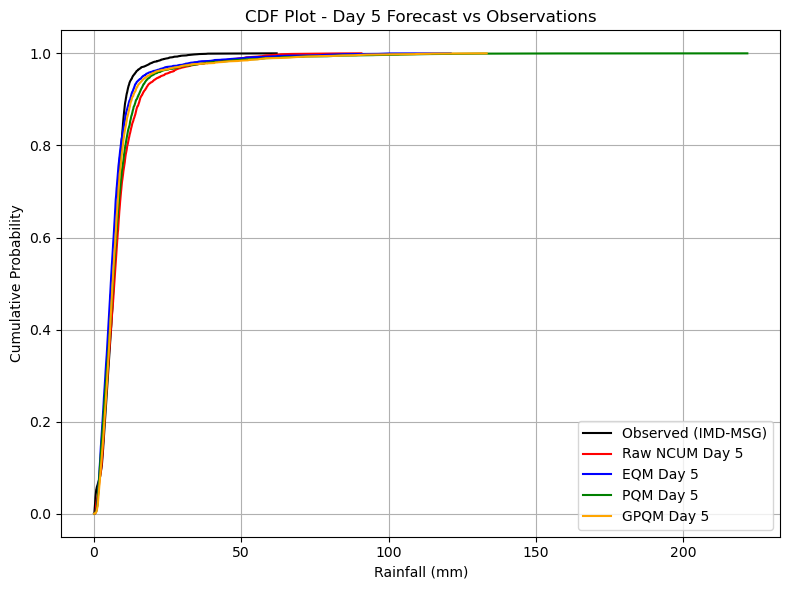 CDF Plot - Day 5 Forecast vs Observations
1.0
0.8
0.6
0.4
0.2
0.0
Cumulative Probability
0
50
100
150
200
Rainfall (mm)
Observed (IMD-MSG)
Raw NCUM Day 5
EQM Day 5
PQM Day 5
GPQM Day 5